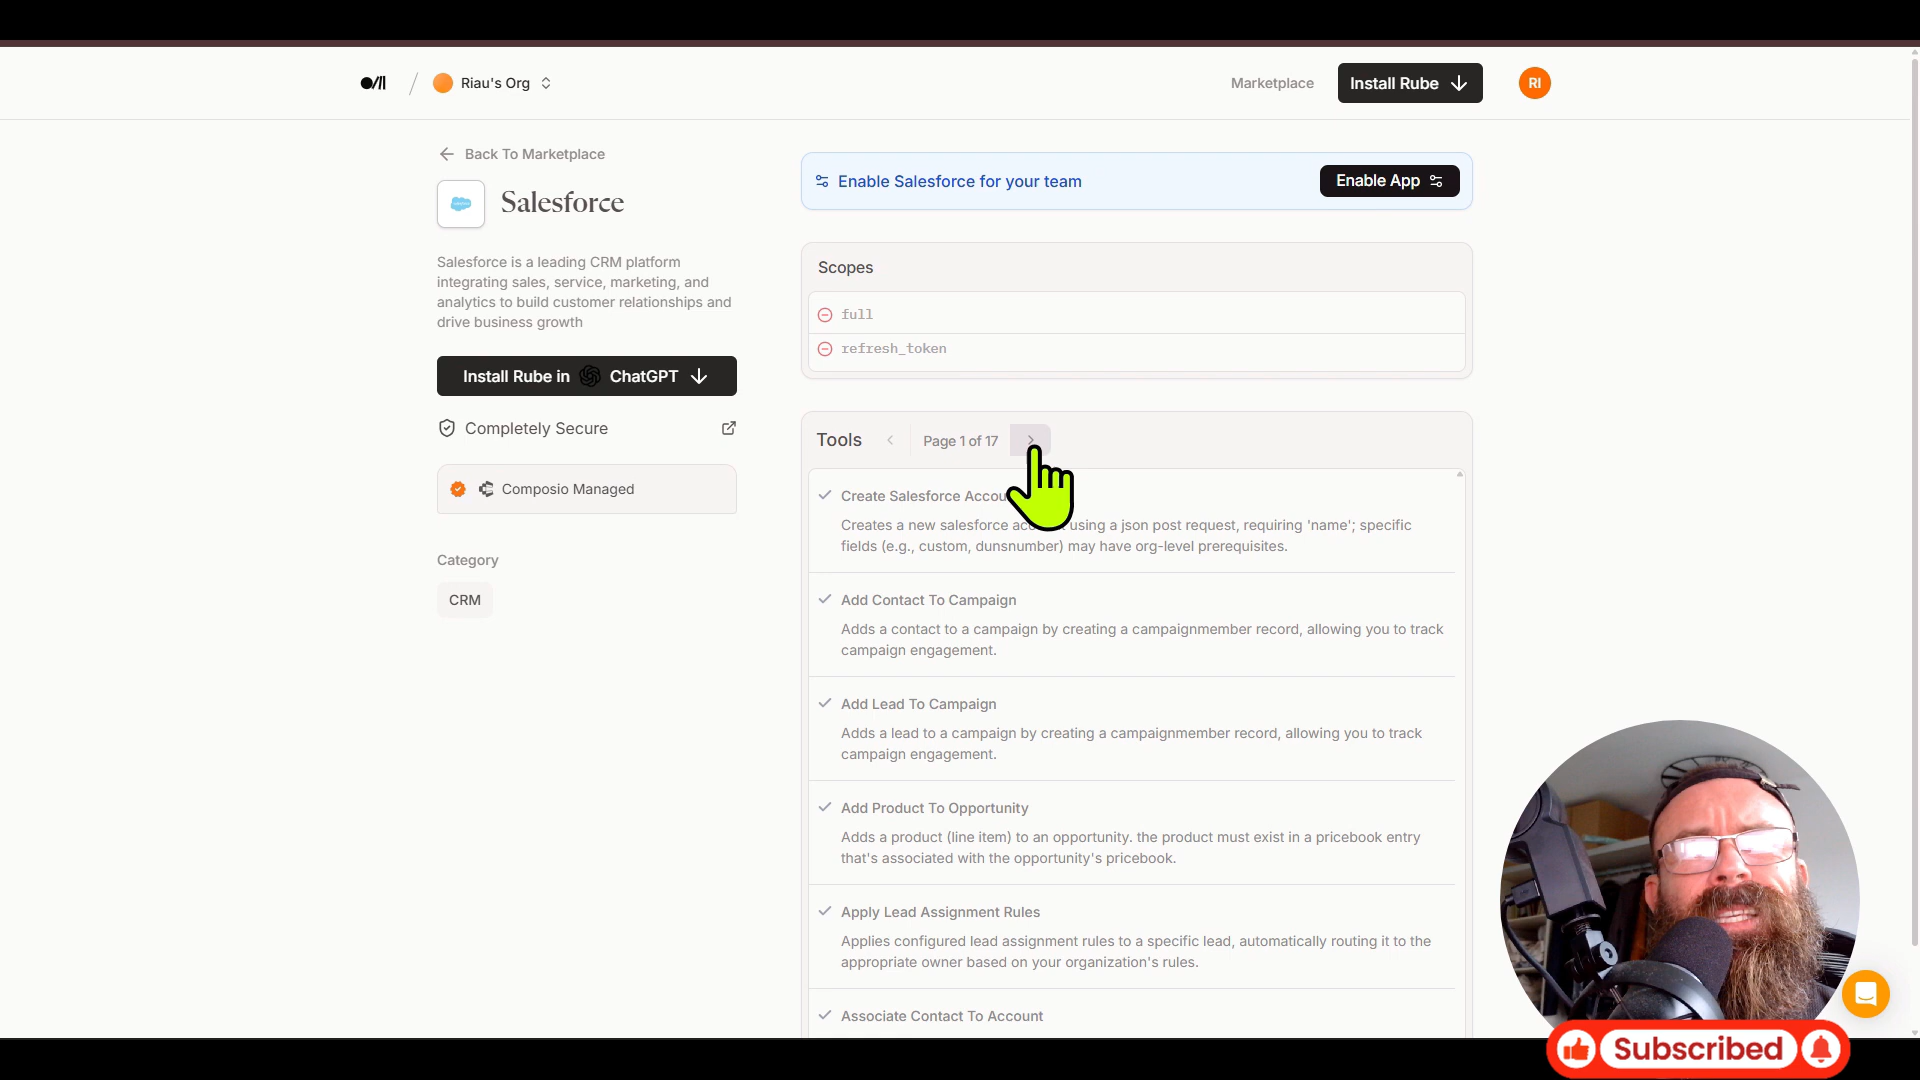 Riau's Org
Marketplace
Install Rube
RI
Back To Marketplace
Salesforce
Salesforce is a leading CRM platform
integrating sales, service, marketing, and
analytics to build customer relationships and
drive business growth
Install Rube in ChatGPT
Completely Secure
Composio Managed
Category
CRM
Enable Salesforce for your team
Enable App
Scopes
full
refresh_token
Tools
Page 1 of 17
Create Salesforce
Creates a new salesforce using a json post request, requiring 'name'; specific
fields (e.g., custom, dunsnumber) may have org-level prerequisites.
Add Contact To Campaign
Adds a contact to a campaign by creating a campaignmember record, allowing you to track
campaign engagement.
Add Lead To Campaign
Adds a lead to a campaign by creating a campaignmember record, allowing you to track
campaign engagement.
Add Product To Opportunity
Adds a product (line item) to an opportunity. the product must exist in a pricebook entry
that's associated with the opportunity's pricebook.
Apply Lead Assignment Rules
Applies configured lead assignment rules to a specific lead, automatically routing it to the
appropriate owner based on your organization's rules.
Associate Contact To Account
Subscribed